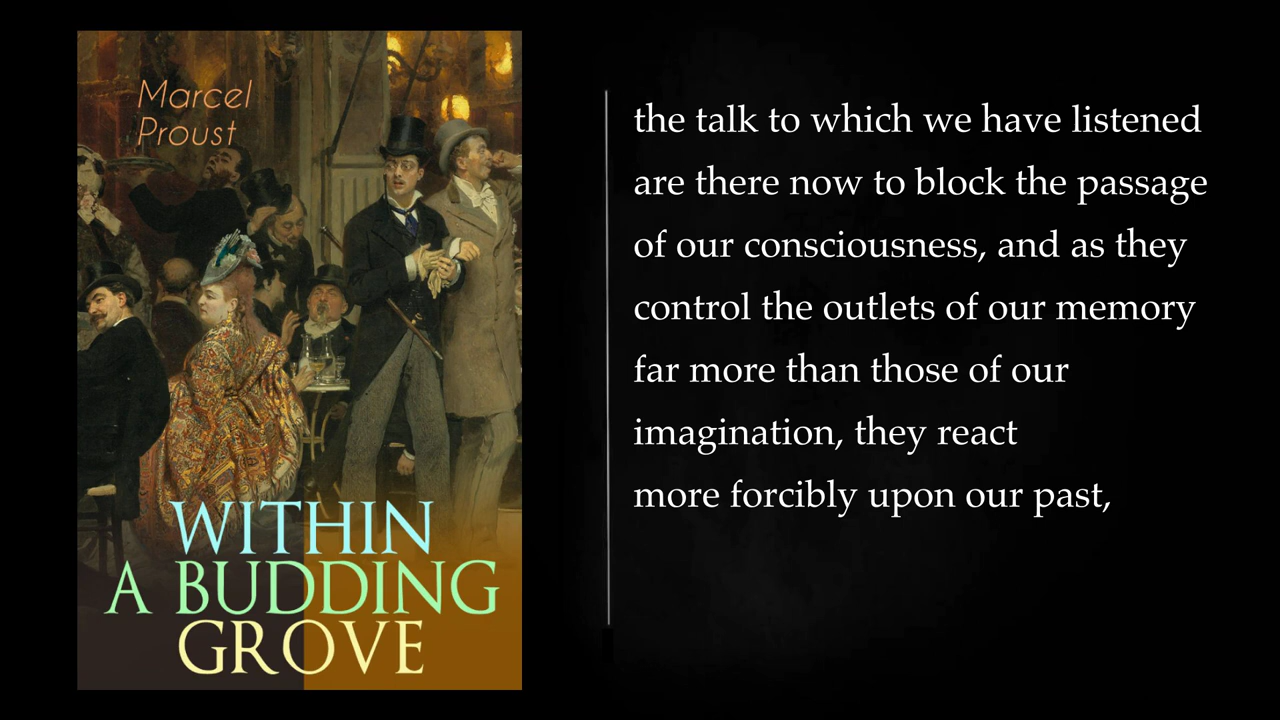 Marcel
Proust
WITHIN
A BUDDING
GROVE
the talk to which we have listened
are there now to block the passage
of our consciousness, and as they
control the outlets of our memory
far more than those of our
imagination, they react
more forcibly upon our past,